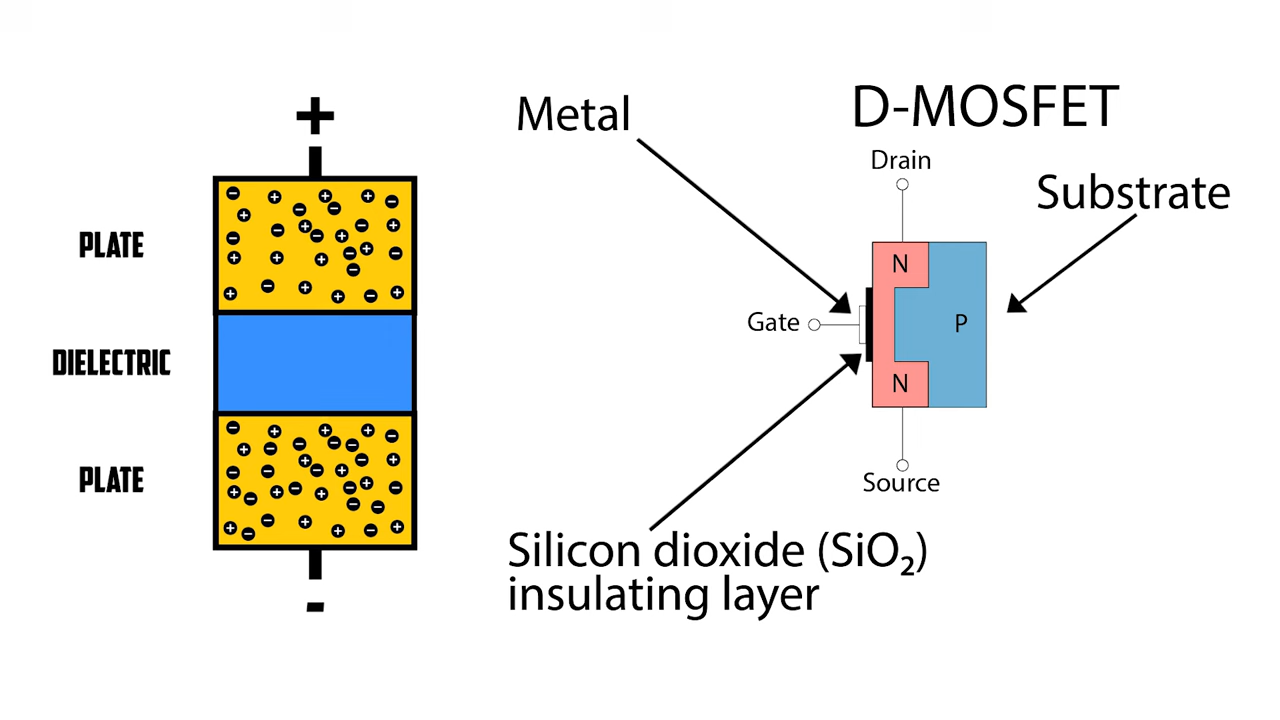 +
PLATE
DIELECTRIC
PLATE
-
Metal
D-MOSFET
Drain
Substrate
N
Gate
P
N
Source
Silicon dioxide (SiO₂)
insulating layer